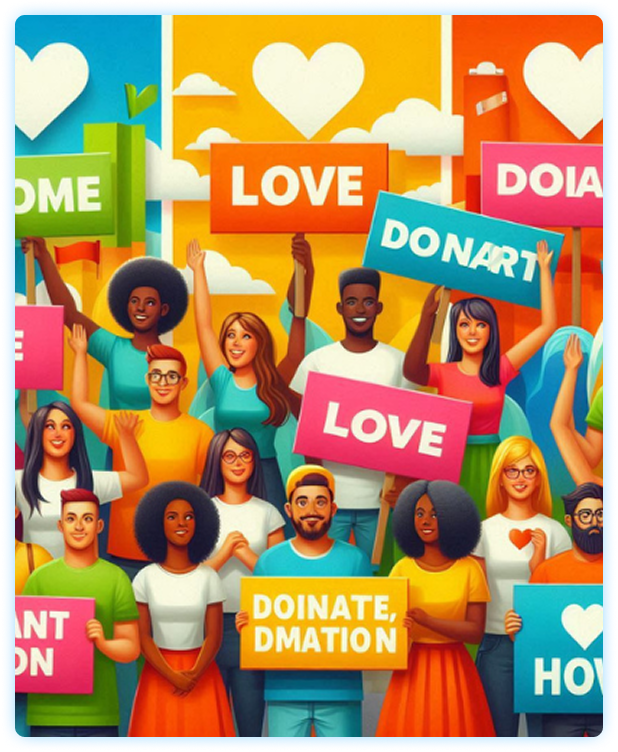 OME
LOVE
DOIA
DONART
E
LOVE
DOINATE,
DMATION
ANT
ON
HOV